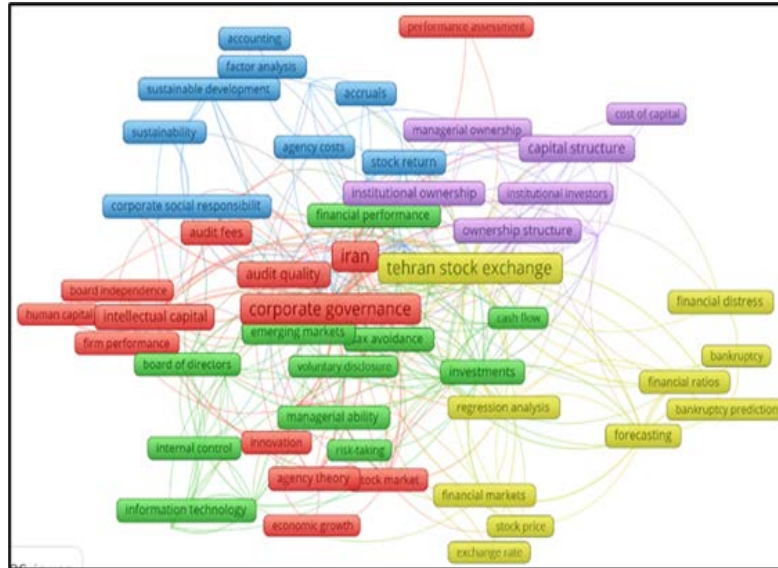 performance assessment
accounting
factor analysis
sustainable development
accruals
cost of capital
sustainability
managerial ownership
agency costs
capital structure
stock return
institutional ownership
institutional investors
corporate social responsibilit
financial performance
audit fees
ownership structure
iran
tehran stock exchange
audit quality
board independence
financial distress
corporate governance
human capital
intellectual capital
cash flow
emerging markets
tax avoidance
firm performance
bankruptcy
board of directors
voluntary disclosure
investments
financial ratios
regression analysis
bankruptcy prediction
managerial ability
forecasting
internal control
innovation
risk-taking
agency theory
stock market
financial markets
information technology
economic growth
stock price
exchange rate